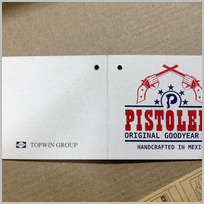 TOPWIN GROUP
P
PISTOLE
ORIGINAL GOODYEAR
HANDCRAFTED IN MEXI